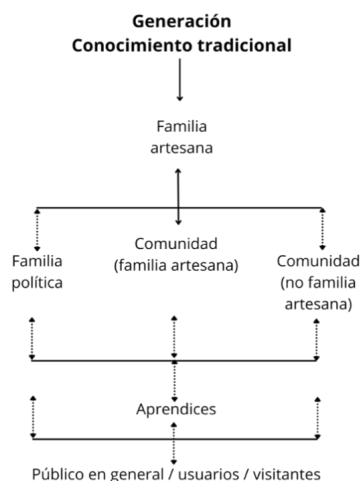 Generación
Conocimiento tradicional
Familia
artesana
Familia
política
Comunidad
(familia artesana)
Comunidad
(no familia
artesana)
Aprendices
Público en general / usuarios / visitantes